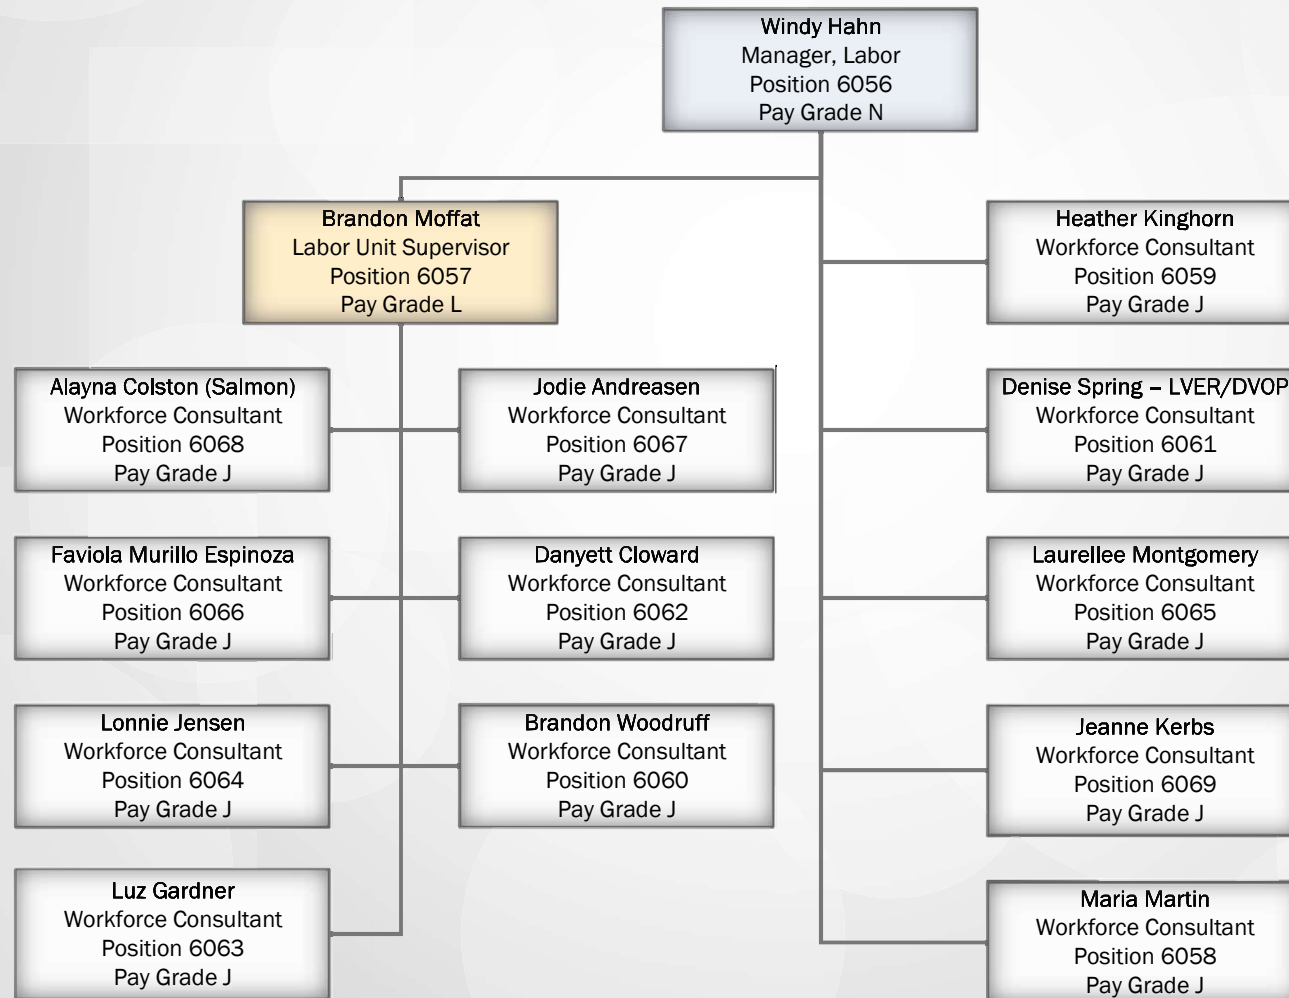 Windy Hahn
Manager, Labor
Position 6056
Pay Grade N
Brandon Moffat
Labor Unit Supervisor
Position 6057
Pay Grade L
Heather Kinghorn
Workforce Consultant
Position 6059
Pay Grade J
Alayna Colston (Salmon)
Workforce Consultant
Position 6068
Pay Grade J
Jodie Andreasen
Workforce Consultant
Position 6067
Pay Grade J
Denise Spring – LVER/DVOP
Workforce Consultant
Position 6061
Pay Grade J
Faviola Murillo Espinoza
Workforce Consultant
Position 6066
Pay Grade J
Danyett Cloward
Workforce Consultant
Position 6062
Pay Grade J
Laurellee Montgomery
Workforce Consultant
Position 6065
Pay Grade J
Lonnie Jensen
Workforce Consultant
Position 6064
Pay Grade J
Brandon Woodruff
Workforce Consultant
Position 6060
Pay Grade J
Jeanne Kerbs
Workforce Consultant
Position 6069
Pay Grade J
Luz Gardner
Workforce Consultant
Position 6063
Pay Grade J
Maria Martin
Workforce Consultant
Position 6058
Pay Grade J